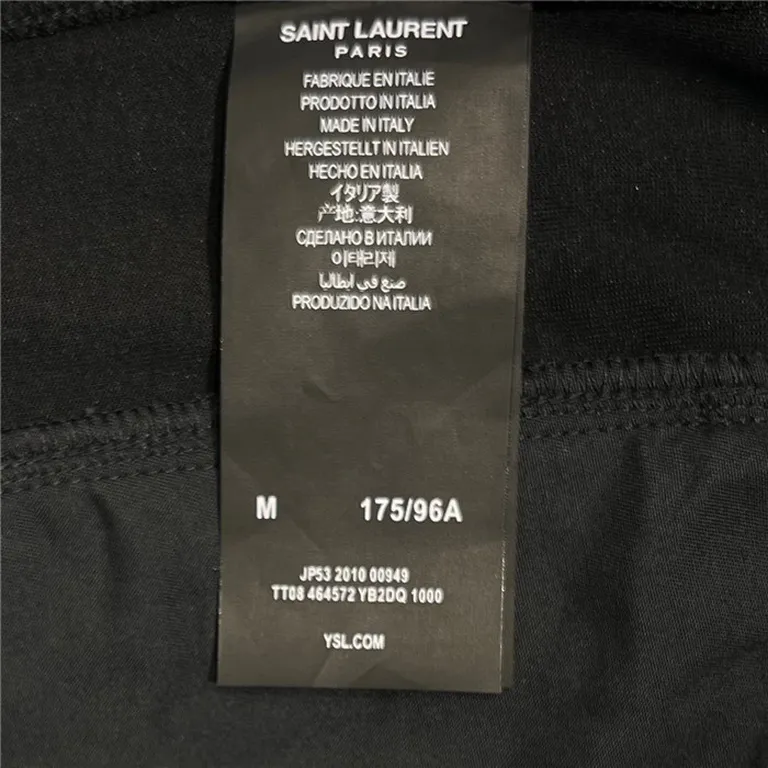 SAINT LAURENT
PARIS
FABRIQUE EN ITALIE
PRODOTTO IN ITALIA
MADE IN ITALY
HERGESTELLT IN ITALIEN
HECHO EN ITALIA
イタリア製
产地:意大利
СДЕЛАНО В ИТАЛИИ
이태리제
صنع في ايطاليا
PRODUZIDO NA ITALIA
M 175/96A
JP53 2010 00949
TT08 464572 YB2DQ 1000
YSL.COM